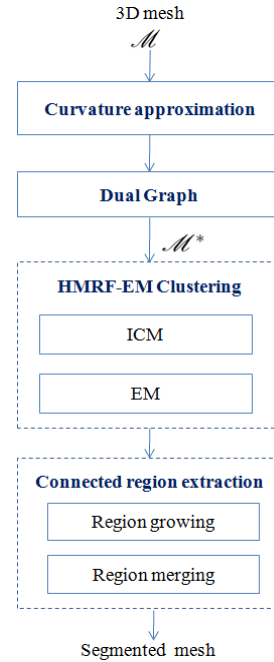 3D mesh
ℳ
Curvature approximation
Dual Graph
ℳ*
HMRF-EM Clustering
ICM
EM
Connected region extraction
Region growing
Region merging
Segmented mesh